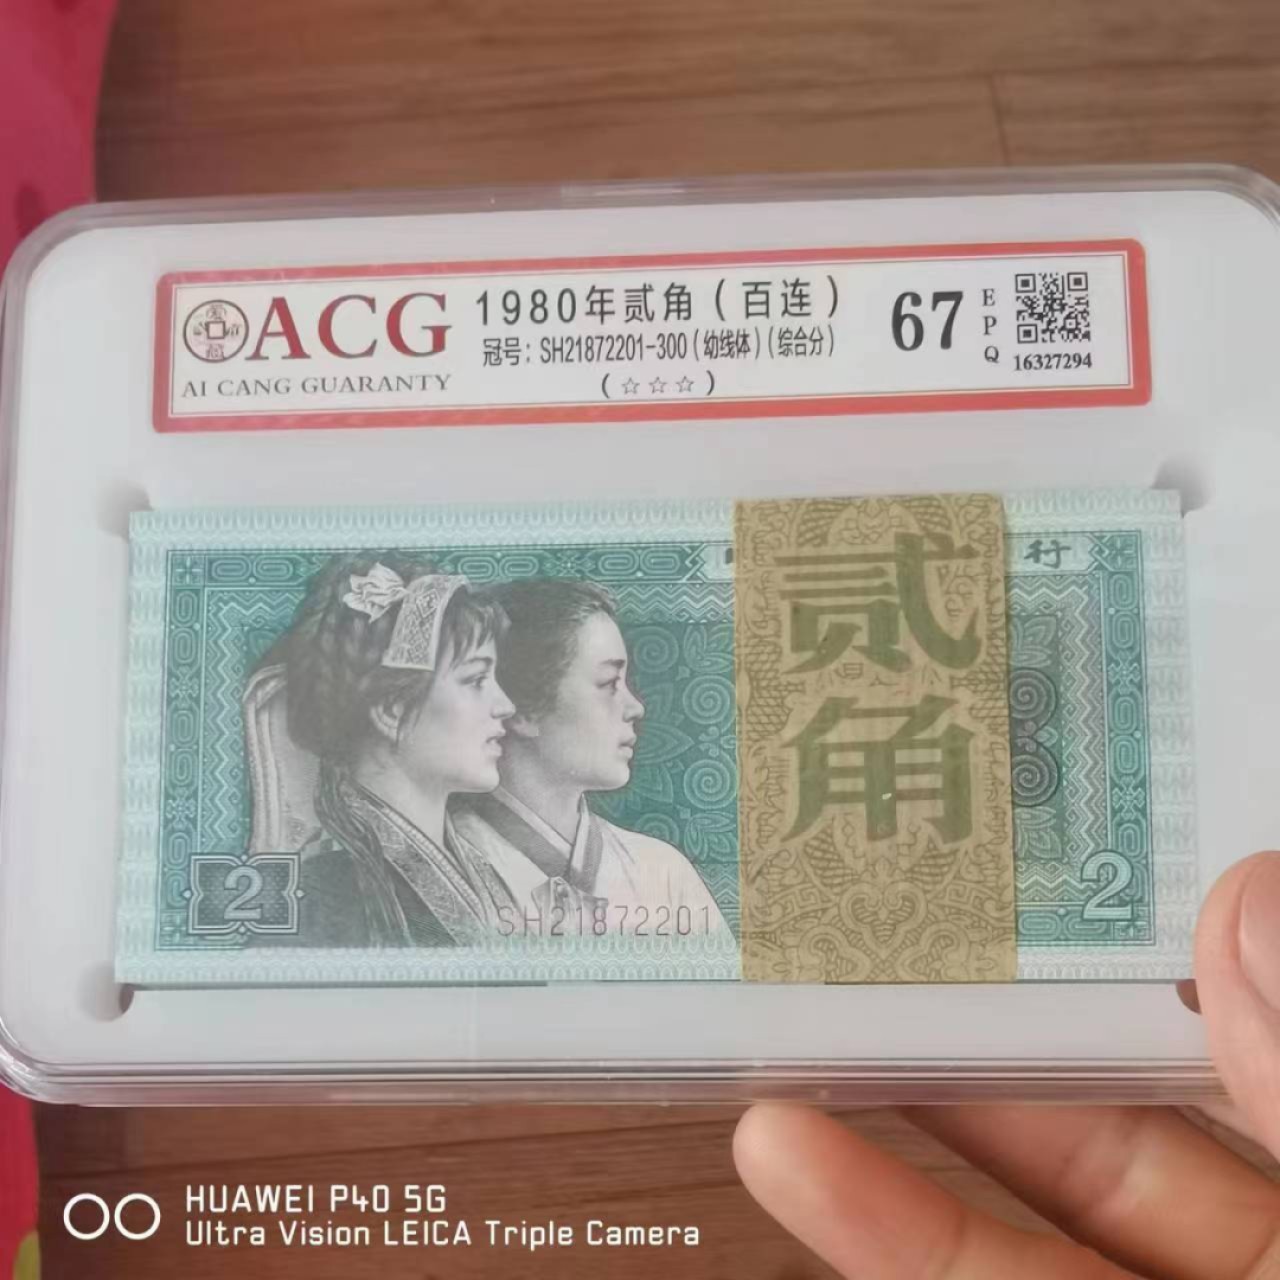 ACG
AI CANG GUARANTY
1980年贰角(百连)
冠号: SH21872201-300(幼线体)(综合分)
(☆☆☆)
67
EPQ
16327294
行
贰角
2
2
SH21872201
HUAWEI P40 5G
Ultra Vision LEICA Triple Camera